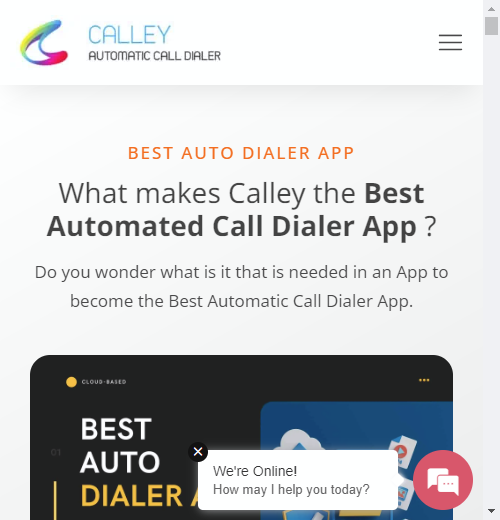 CALLEY
AUTOMATIC CALL DIALER
BEST AUTO DIALER APP
What makes Calley the Best
Automated Call Dialer App ?
Do you wonder what is it that is needed in an App to
become the Best Automatic Call Dialer App.
CLOUD-BASED
01
BEST
AUTO
DIALER A
We're Online!
How may I help you today?